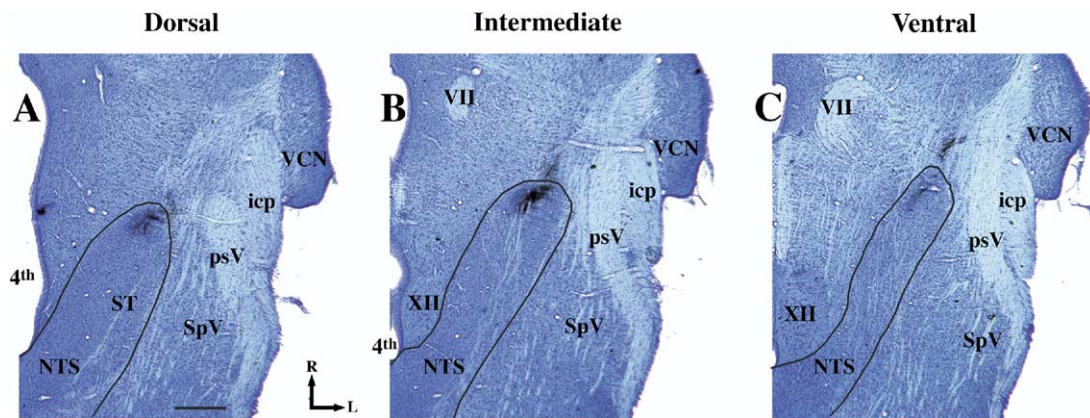 Dorsal
Intermediate
Ventral
A
VCN
icp
psV
4th
ST
SpV
NTS
R
L
B
VII
VCN
icp
psV
XII
SpV
4th
NTS
C
VII
VCN
icp
psV
XII
SpV
NTS